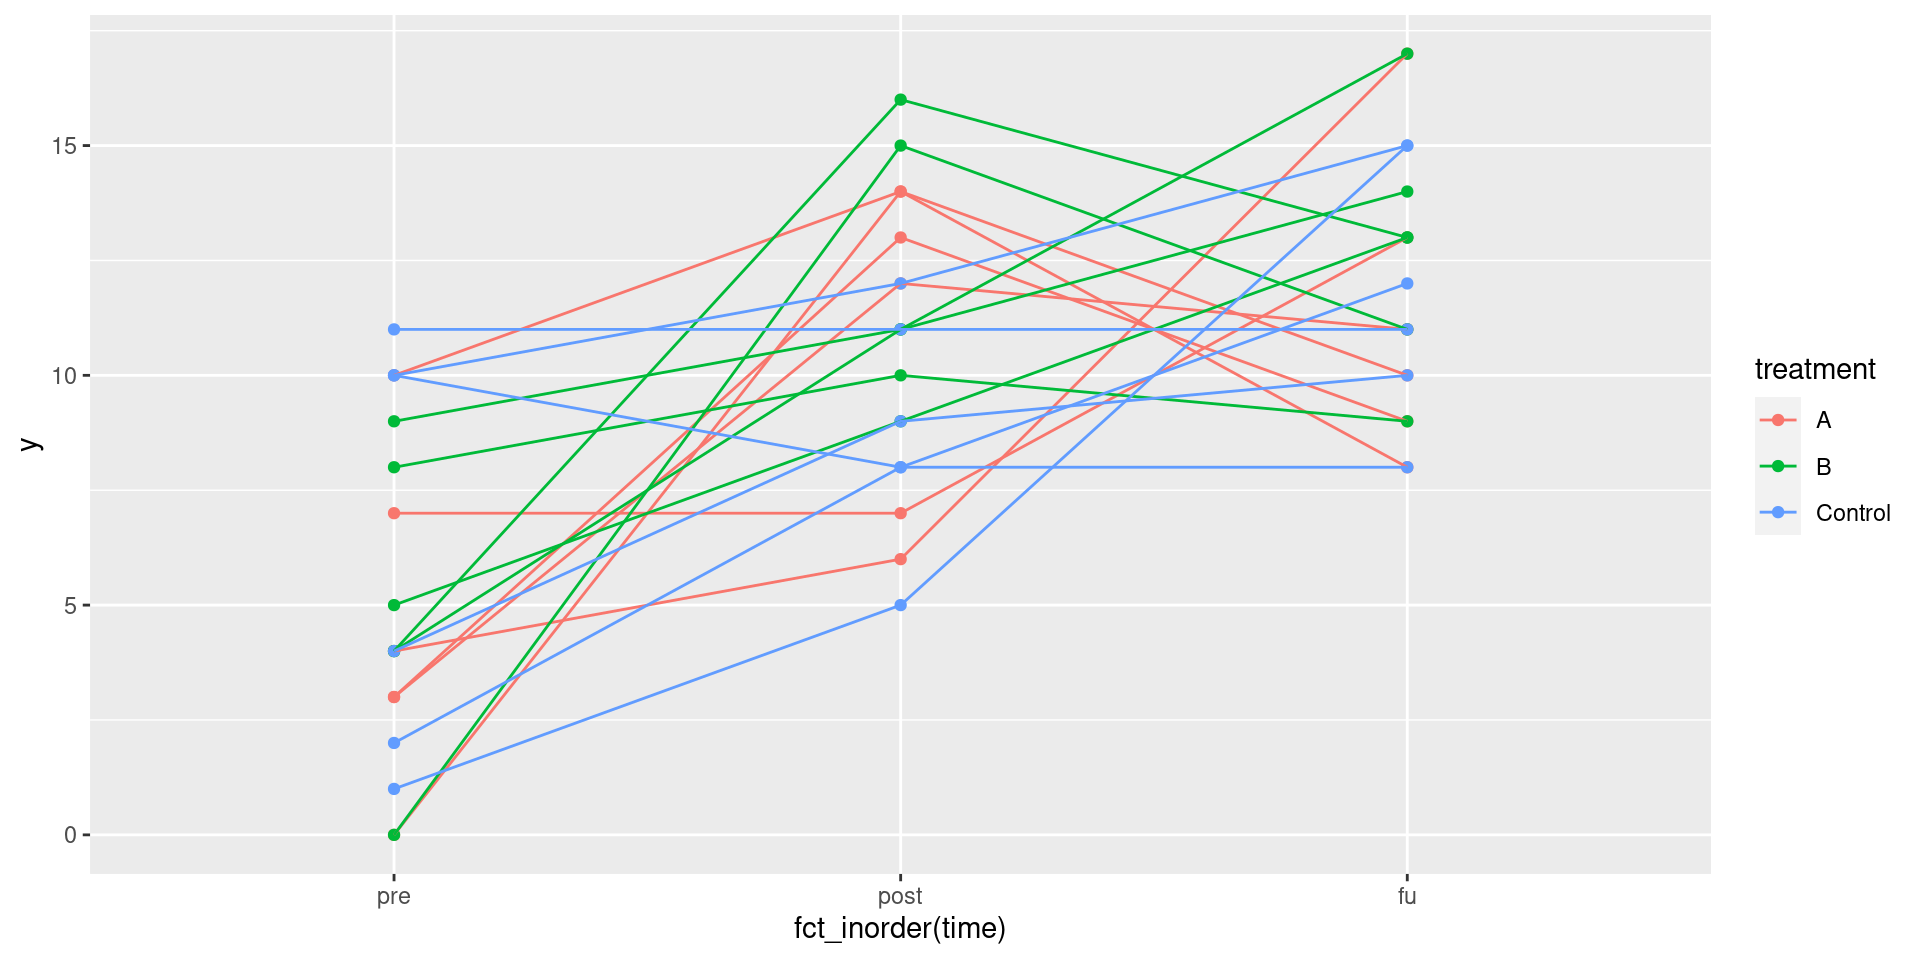 15
10
5
0
y
pre
post
fu
fct_inorder(time)
treatment
A
B
Control